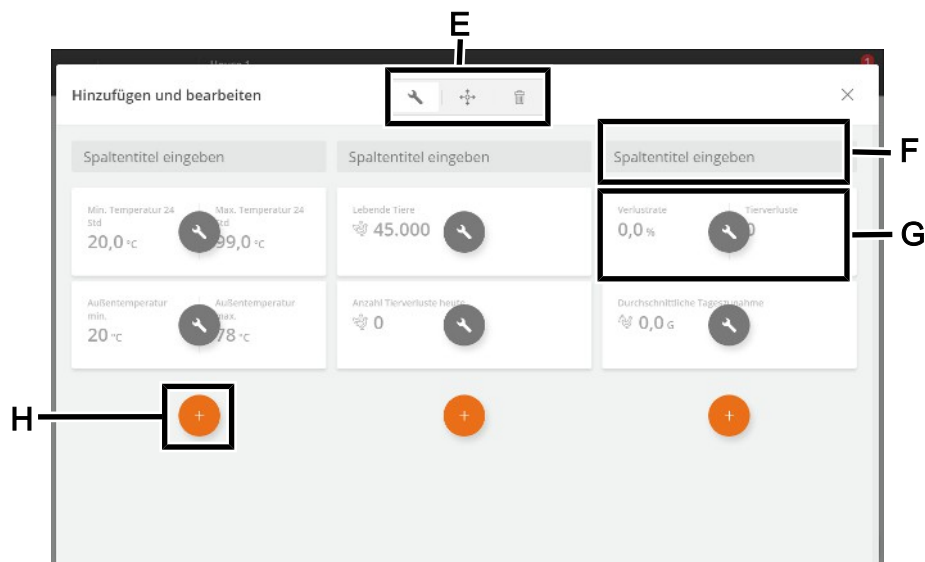 E
1
Hinzufügen und bearbeiten
F
Spaltentitel eingeben
Spaltentitel eingeben
Spaltentitel eingeben
G
Min. Temperatur 24 Std
20,0 °C
Max. Temperatur 24 Std
99,0 °C
Lebende Tiere
45.000
Verlustrate
0,0 %
Tierverluste
0
Außentemperatur min.
20 °C
Außentemperatur max.
78 °C
Anzahl Tierverluste heute
0
Durchschnittliche Tageszunahme
0,0 G
H
+
+
+